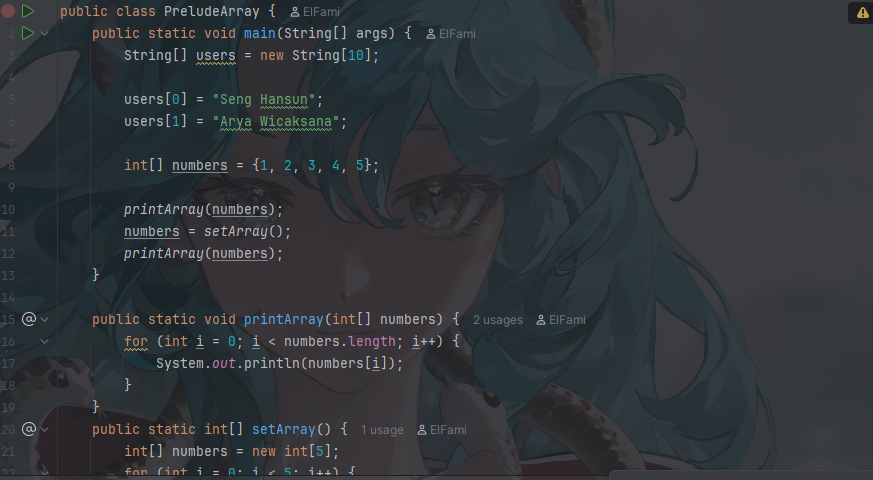 public class PreludeArray { ElFami
2 public static void main(String[] args) { ElFami
3 String[] users = new String[10];
4
5 users[0] = "Seng Hansun";
6 users[1] = "Arya Wicaksana";
7
8 int[] numbers = {1, 2, 3, 4, 5};
9
10 printArray(numbers);
11 numbers = setArray();
12 printArray(numbers);
13 }
14
15 @ public static void printArray(int[] numbers) { 2 usages ElFami
16 for (int i = 0; i < numbers.length; i++) {
17 System.out.println(numbers[i]);
18 }
19 }
20 @ public static int[] setArray() { 1 usage ElFami
21 int[] numbers = new int[5];
22 for (int i = 0; i < 5; i++) {